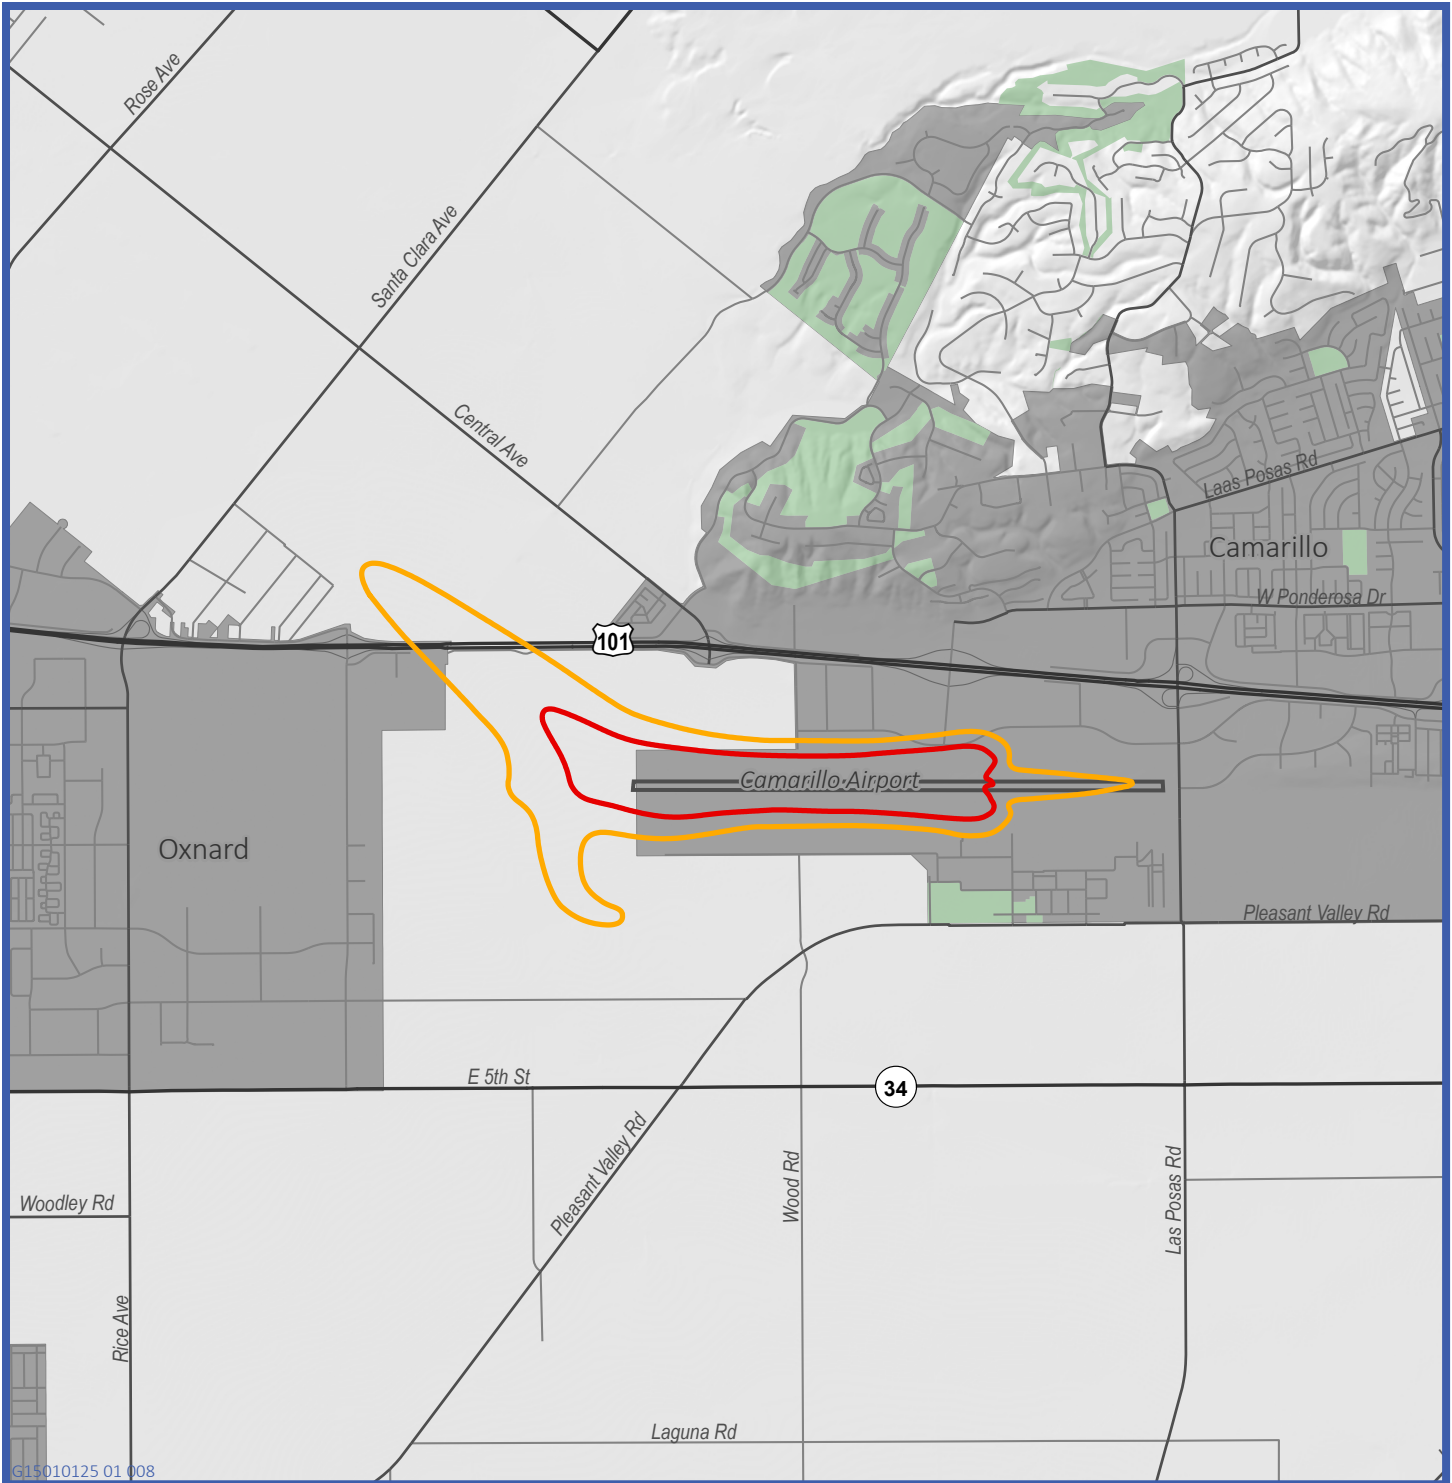 Rose Ave
Santa Clara Ave
Central Ave
Laas Posas Rd
Camarillo
W Ponderosa Dr
101
Camarillo Airport
Oxnard
Pleasant Valley Rd
E 5th St
34
Pleasant Valley Rd
Wood Rd
Las Posas Rd
Woodley Rd
Rice Ave
Laguna Rd
G15010125 01 008